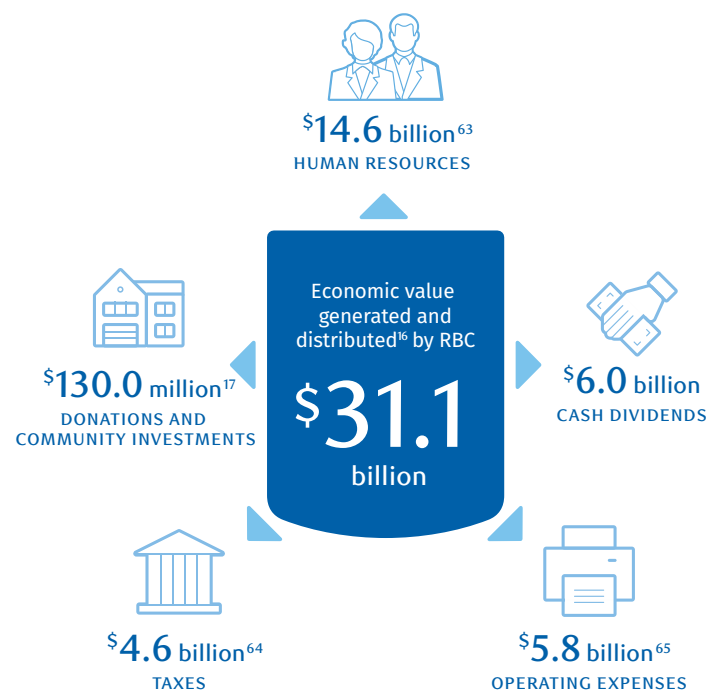 $14.6 billion63
HUMAN RESOURCES
Economic value
generated and
distributed16 by RBC
$31.1
billion
$130.0 million17
DONATIONS AND
COMMUNITY INVESTMENTS
$6.0 billion
CASH DIVIDENDS
$4.6 billion64
TAXES
$5.8 billion65
OPERATING EXPENSES